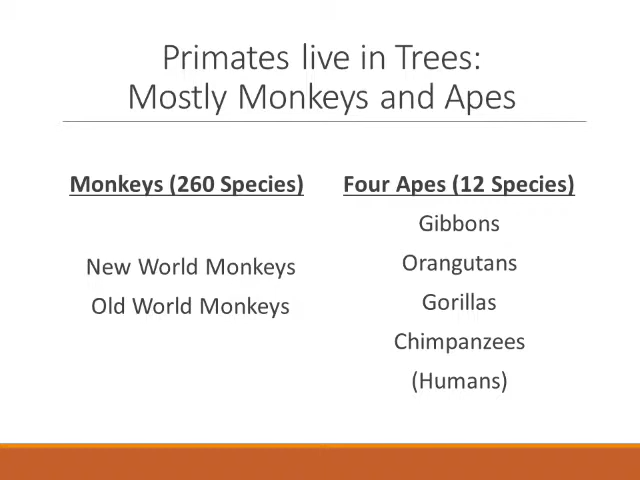 Primates live in Trees:
Mostly Monkeys and Apes
Monkeys (260 Species)
New World Monkeys
Old World Monkeys
Four Apes (12 Species)
Gibbons
Orangutans
Gorillas
Chimpanzees
(Humans)